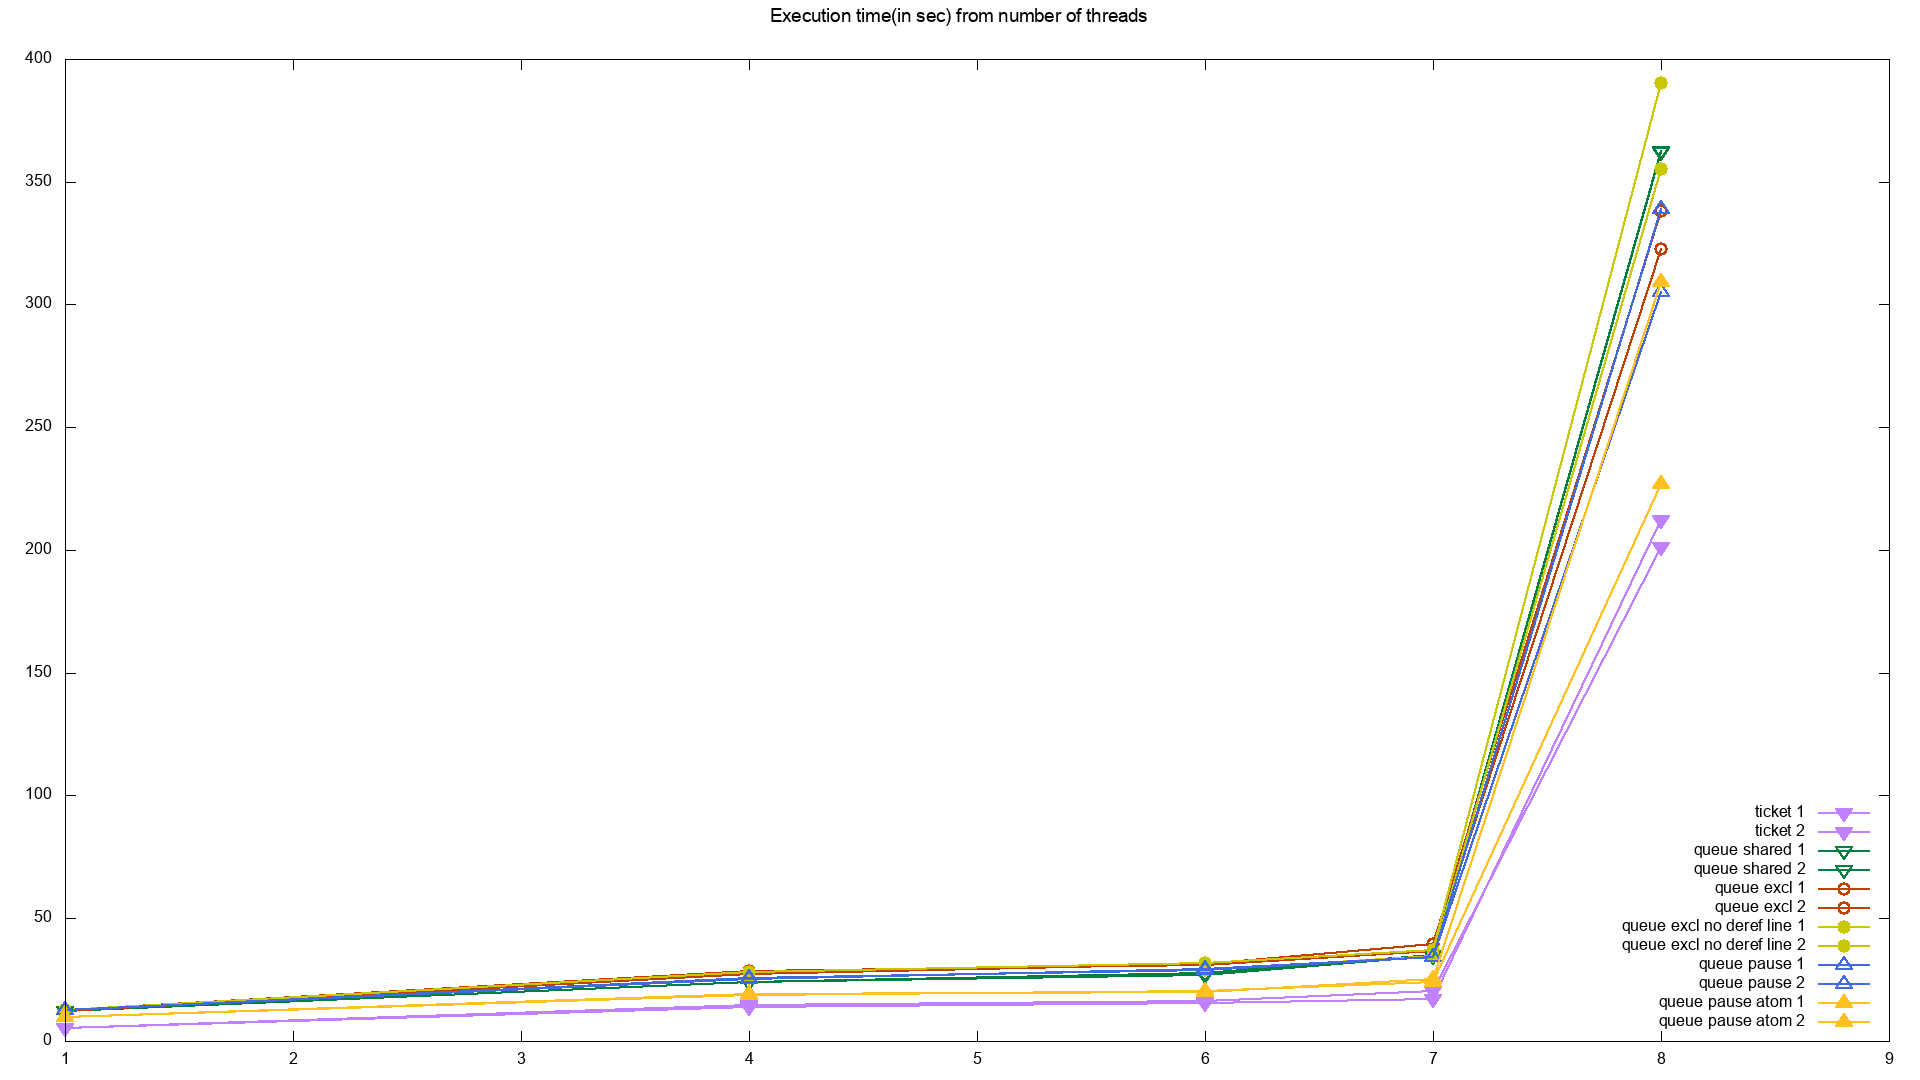 Execution time(in sec) from number of threads
400
350
300
250
200
150
100
50
0
1 2 3 4 5 6 7 8 9
ticket 1
ticket 2
queue shared 1
queue shared 2
queue excl 1
queue excl 2
queue excl no deref line 1
queue excl no deref line 2
queue pause 1
queue pause 2
queue pause atom 1
queue pause atom 2